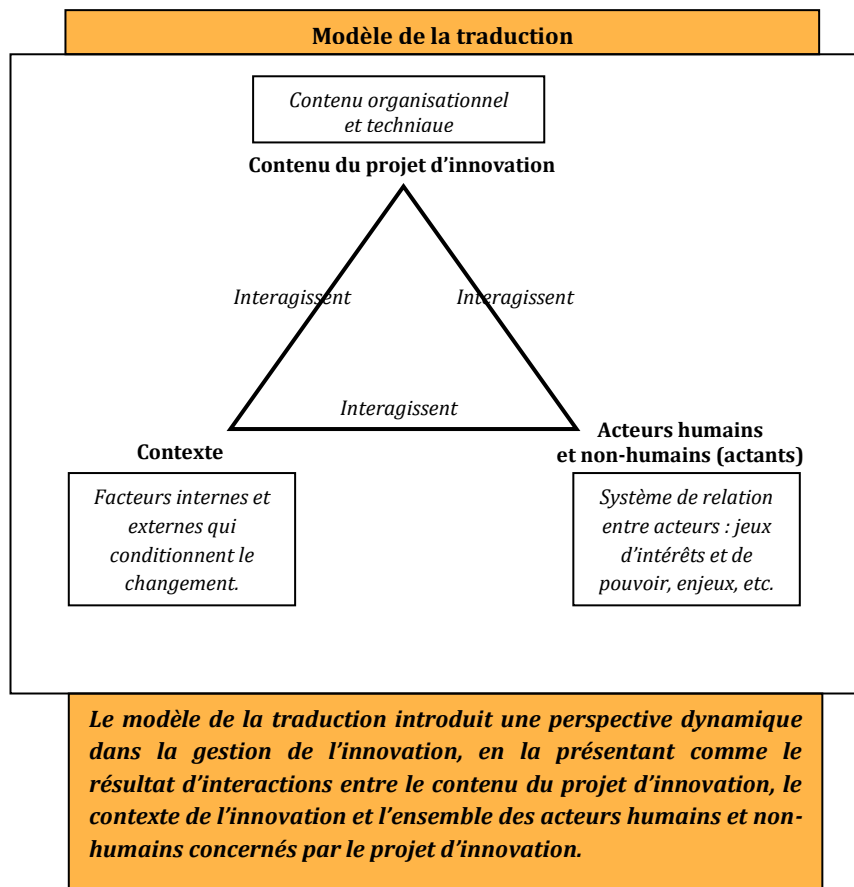 Modèle de la traduction
Contenu organisationnel
et techniaue
Contenu du projet d’innovation
Interagissent
Interagissent
Interagissent
Contexte
Facteurs internes et
externes qui
conditionnent le
changement.
Acteurs humains
et non-humains (actants)
Système de relation
entre acteurs : jeux
d’intérêts et de
pouvoir, enjeux, etc.
Le modèle de la traduction introduit une perspective dynamique
dans la gestion de l’innovation, en la présentant comme le
résultat d’interactions entre le contenu du projet d’innovation, le
contexte de l’innovation et l’ensemble des acteurs humains et non-
humains concernés par le projet d’innovation.